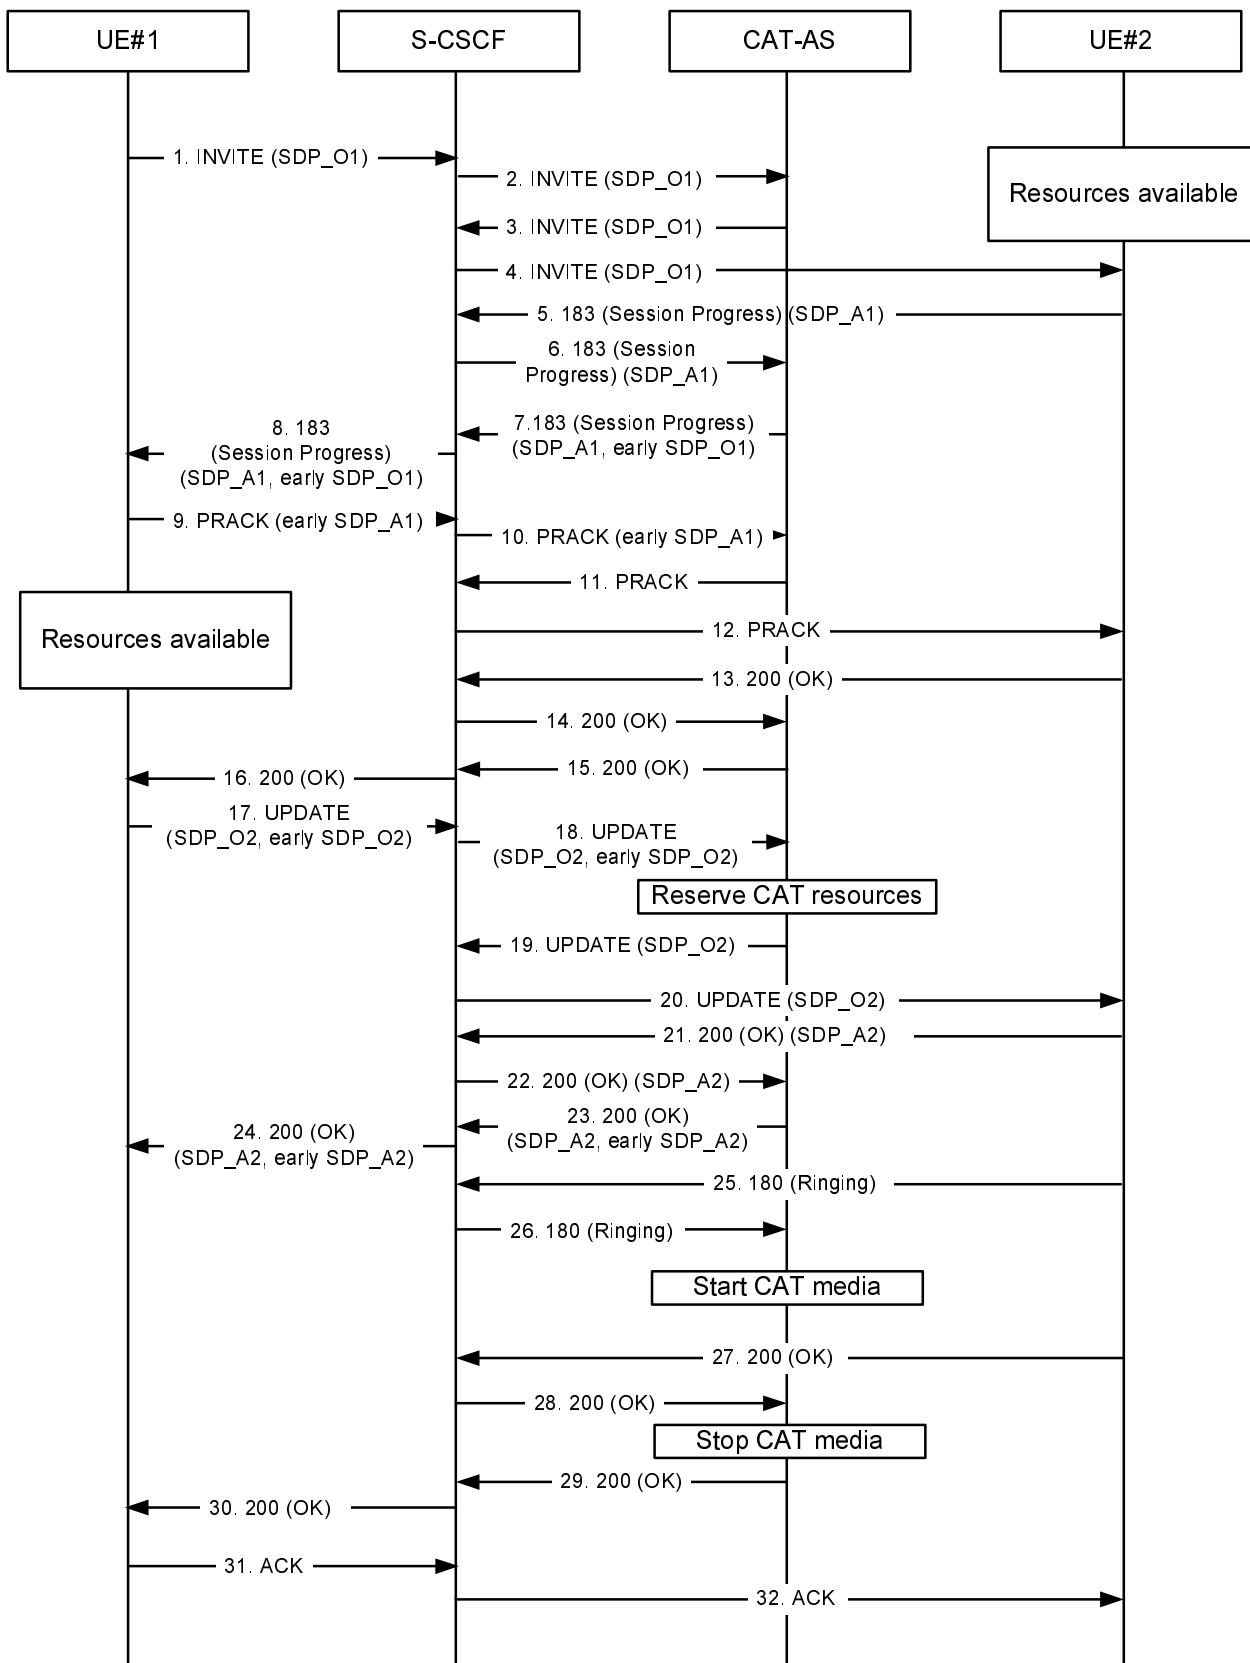 UE#1
S-CSCF
CAT-AS
UE#2
1. INVITE (SDP_O1)
Resources available
2. INVITE (SDP_O1)
3. INVITE (SDP_O1)
4. INVITE (SDP_O1)
5. 183 (Session Progress) (SDP_A1)
6. 183 (Session
Progress) (SDP_A1)
7.183 (Session Progress)
(SDP_A1, early SDP_O1)
8. 183
(Session Progress)
(SDP_A1, early SDP_O1)
9. PRACK (early SDP_A1)
10. PRACK (early SDP_A1)
11. PRACK
Resources available
12. PRACK
13. 200 (OK)
14. 200 (OK)
15. 200 (OK)
16. 200 (OK)
17. UPDATE
(SDP_O2, early SDP_O2)
18. UPDATE
(SDP_O2, early SDP_O2)
Reserve CAT resources
19. UPDATE (SDP_O2)
20. UPDATE (SDP_O2)
21. 200 (OK) (SDP_A2)
22. 200 (OK) (SDP_A2)
23. 200 (OK)
(SDP_A2, early SDP_A2)
24. 200 (OK)
(SDP_A2, early SDP_A2)
25. 180 (Ringing)
26. 180 (Ringing)
Start CAT media
27. 200 (OK)
28. 200 (OK)
Stop CAT media
29. 200 (OK)
30. 200 (OK)
31. ACK
32. ACK